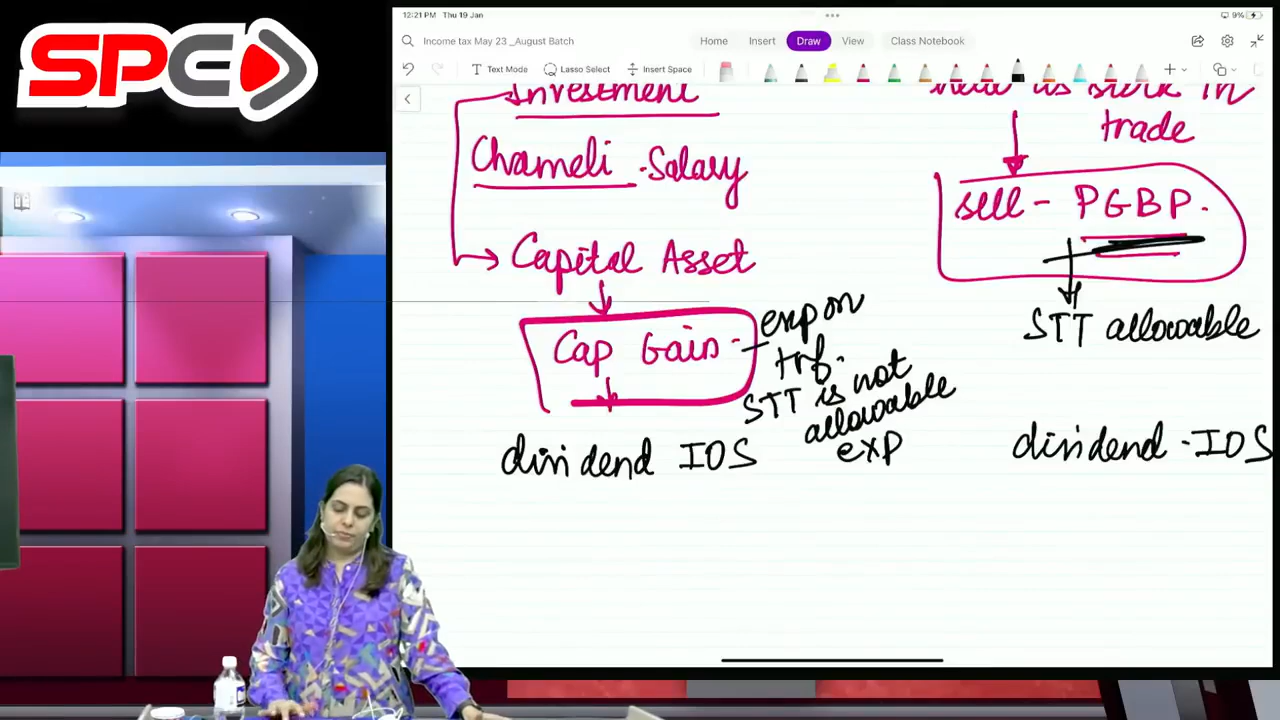 SPC
12:21 PM Thu 19 Jan
9%
Income tax May 23 _August Batch
Home Insert Draw View Class Notebook
Text Mode Lasso Select Insert Space
Investment
held as stock in
trade
Chameli - Salary
sell - PGBP.
Capital Asset
Cap Gain -
exp on
trf.
STT is not
allowable
exp
STT allowable
dividend IOS
dividend - IOS